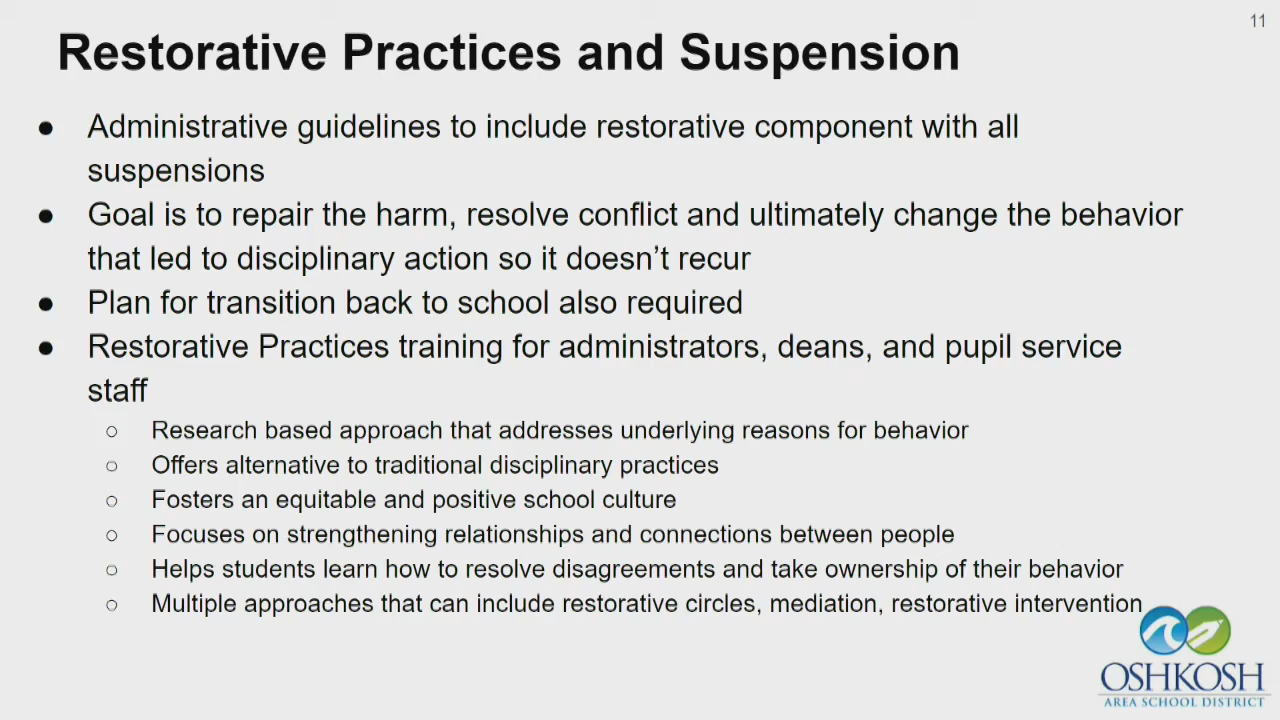 11
Restorative Practices and Suspension
● Administrative guidelines to include restorative component with all
suspensions
● Goal is to repair the harm, resolve conflict and ultimately change the behavior
that led to disciplinary action so it doesn’t recur
● Plan for transition back to school also required
● Restorative Practices training for administrators, deans, and pupil service
staff
○ Research based approach that addresses underlying reasons for behavior
○ Offers alternative to traditional disciplinary practices
○ Fosters an equitable and positive school culture
○ Focuses on strengthening relationships and connections between people
○ Helps students learn how to resolve disagreements and take ownership of their behavior
○ Multiple approaches that can include restorative circles, mediation, restorative intervention
OSHKOSH
AREA SCHOOL DISTRICT